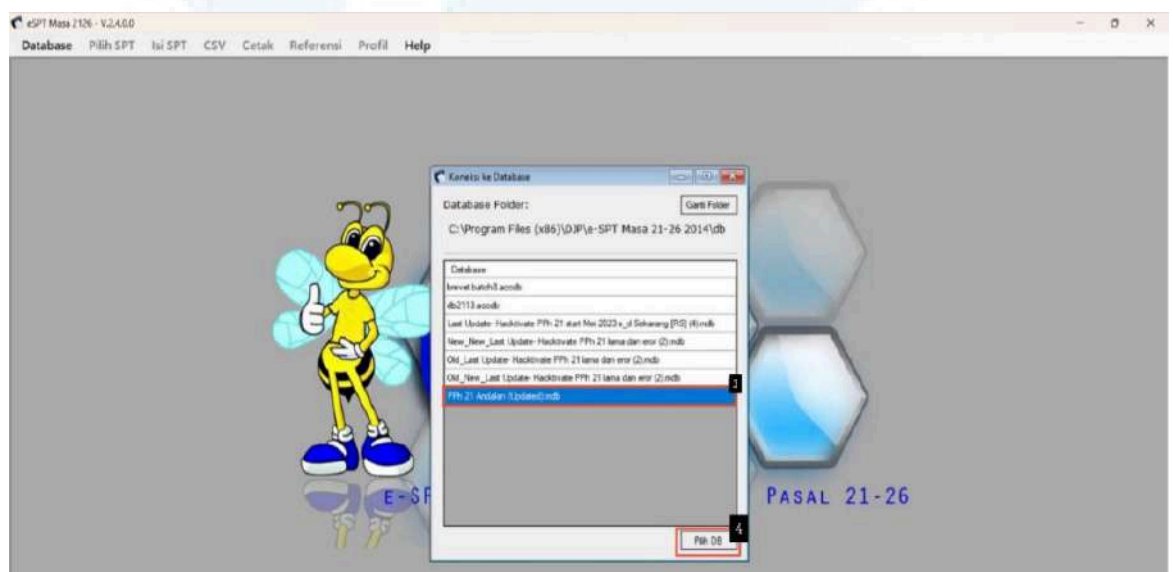 eSPT Masa 2126 - V.2.4.0.0
Database Pilih SPT Isi SPT CSV Cetak Referensi Profil Help
Koneksi ke Database
Database Folder:
Ganti Folder
C:\Program Files (x86)\DJP\e-SPT Masa 21-26 2014\db
Database
brevet batch8.accdb
db2113.accdb
Last Update- Hacktivate PPh 21 start Mei 2023 s_d Sekarang [RS] (4).mdb
New_New_Last Update- Hacktivate PPh 21 lama dan eror (2).mdb
Old_Last Update- Hacktivate PPh 21 lama dan eror (2).mdb
Old_New_Last Update- Hacktivate PPh 21 lama dan eror (2).mdb
3
PPh 21 Andalan (Updated).mdb
E-SP
PASAL 21-26
4
Pilih DB